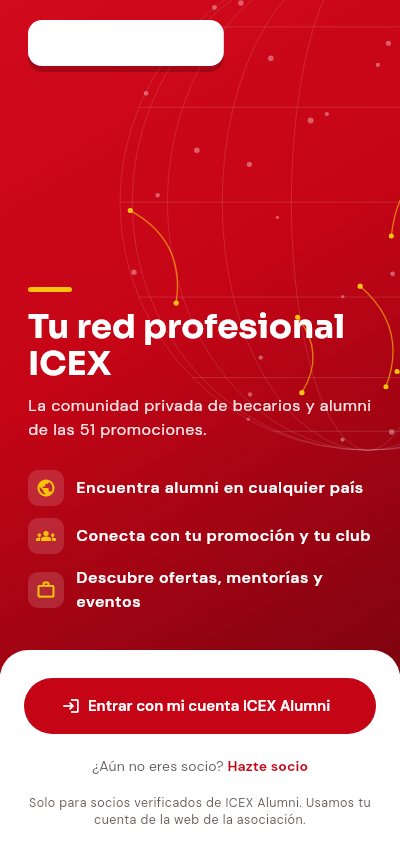 Tu red profesional
ICEX
La comunidad privada de becarios y alumni
de las 51 promociones.
Encuentra alumni en cualquier país
Conecta con tu promoción y tu club
Descubre ofertas, mentorías y
eventos
Entrar con mi cuenta ICEX Alumni
¿Aún no eres socio? Hazte socio
Solo para socios verificados de ICEX Alumni. Usamos tu
cuenta de la web de la asociación.